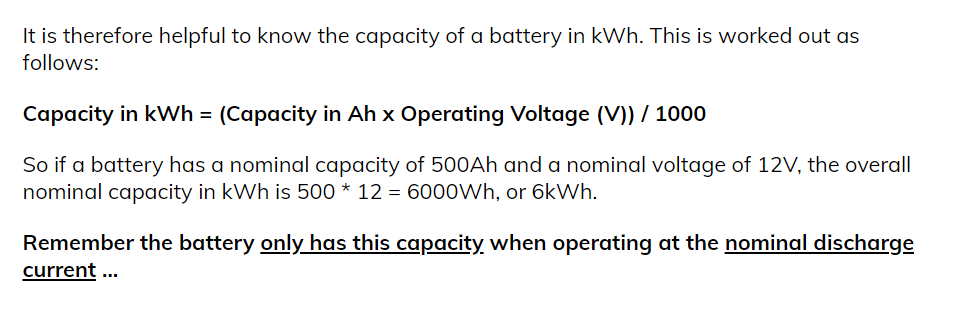 It is therefore helpful to know the capacity of a battery in kWh. This is worked out as
follows:
Capacity in kWh = (Capacity in Ah x Operating Voltage (V)) / 1000
So if a battery has a nominal capacity of 500Ah and a nominal voltage of 12V, the overall
nominal capacity in kWh is 500 * 12 = 6000Wh, or 6kWh.
Remember the battery only has this capacity when operating at the nominal discharge
current ...